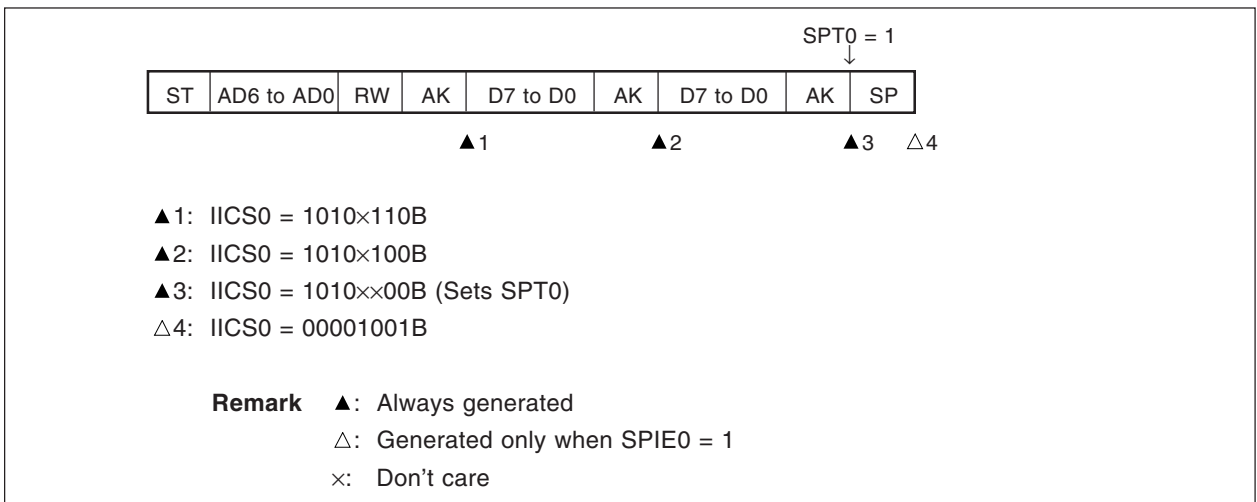 SPT0 = 1
↓
ST AD6 to AD0 RW AK D7 to D0 AK D7 to D0 AK SP
▲1 ▲2 ▲3 △4
▲1: IICS0 = 1010×110B
▲2: IICS0 = 1010×100B
▲3: IICS0 = 1010××00B (Sets SPT0)
△4: IICS0 = 00001001B
Remark ▲: Always generated
△: Generated only when SPIE0 = 1
×: Don't care